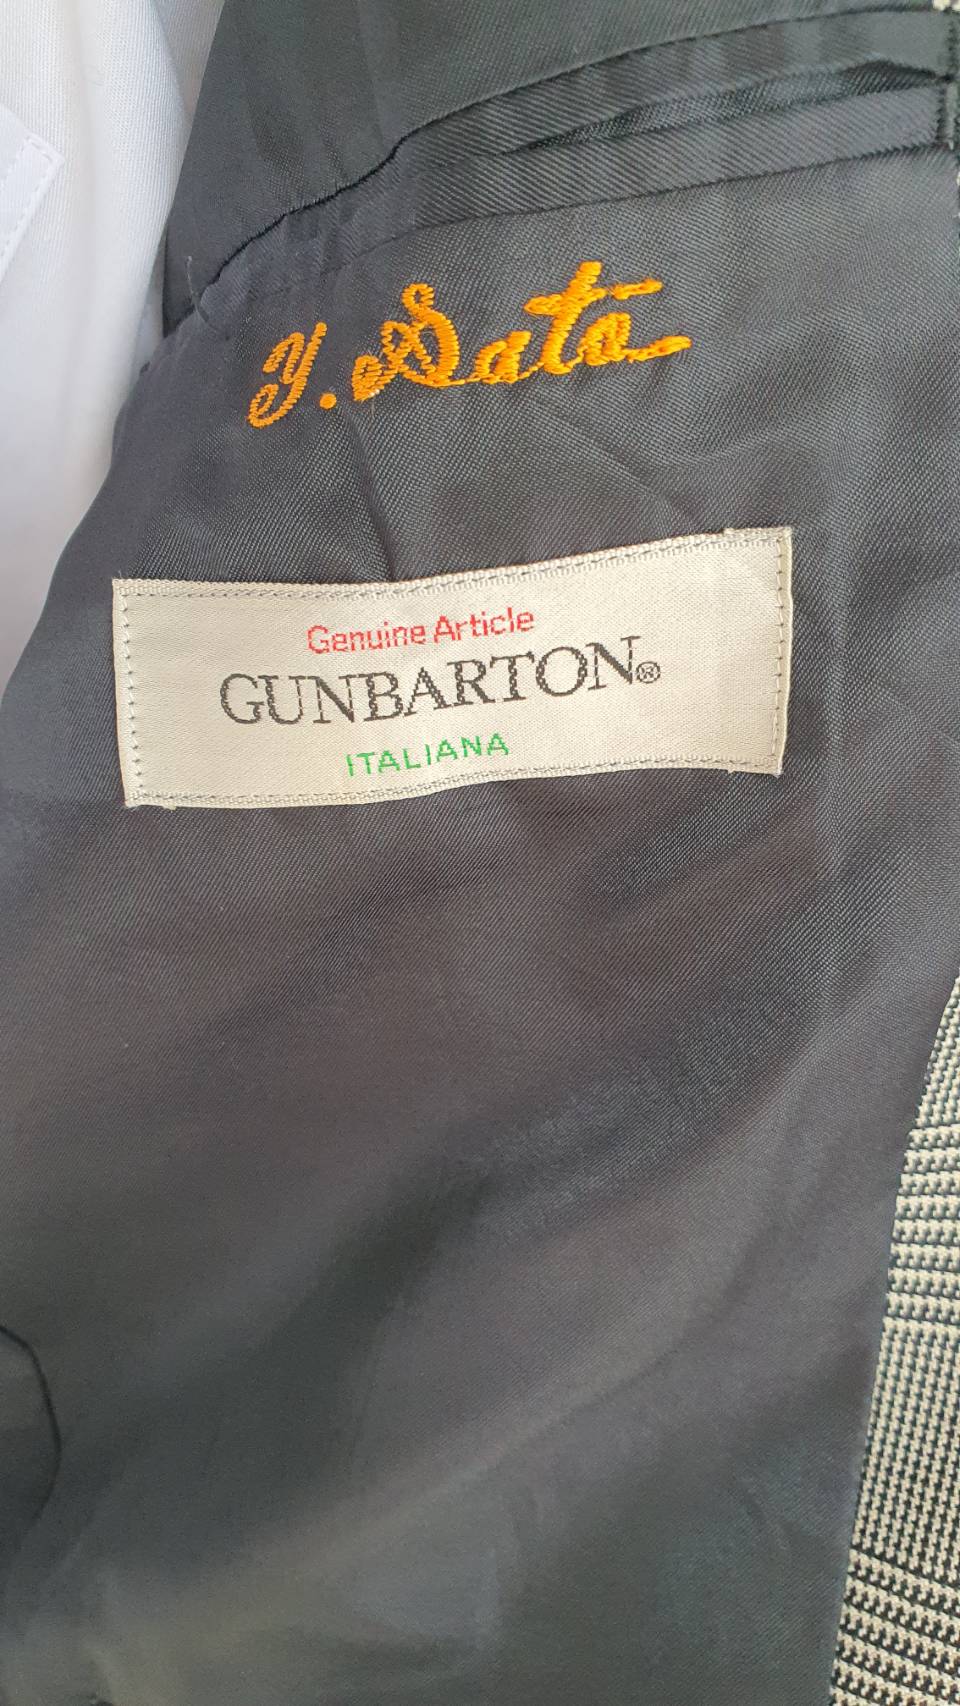 Y. Sato
Genuine Article
GUNBARTON®
ITALIANA